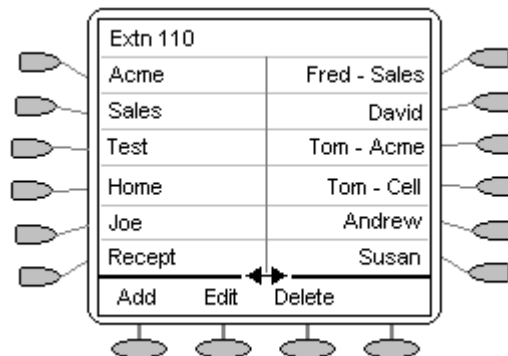 Extn 110
Acme Fred - Sales
Sales David
Test Tom - Acme
Home Tom - Cell
Joe Andrew
Recept Susan
Add Edit Delete